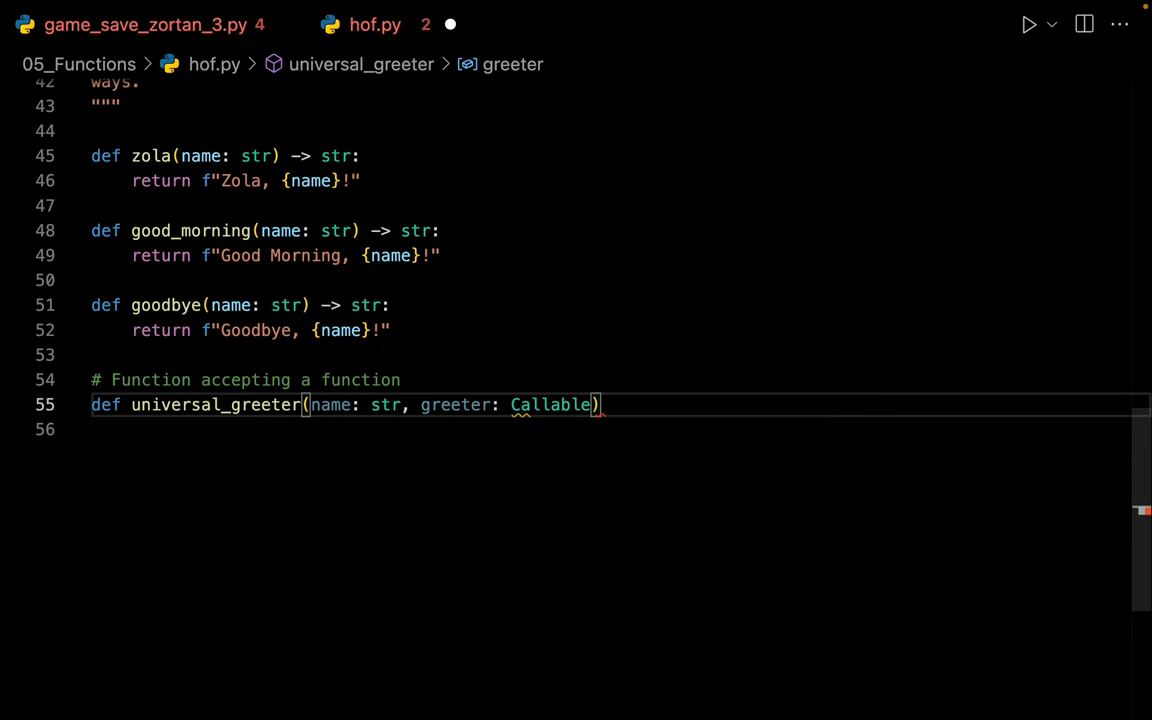 game_save_zortan_3.py 4 hof.py 2
05_Functions > hof.py > universal_greeter > greeter
42 ways.
43 """
44
45 def zola(name: str) -> str:
46 return f"Zola, {name}!"
47
48 def good_morning(name: str) -> str:
49 return f"Good Morning, {name}!"
50
51 def goodbye(name: str) -> str:
52 return f"Goodbye, {name}!"
53
54 # Function accepting a function
55 def universal_greeter(name: str, greeter: Callable)
56